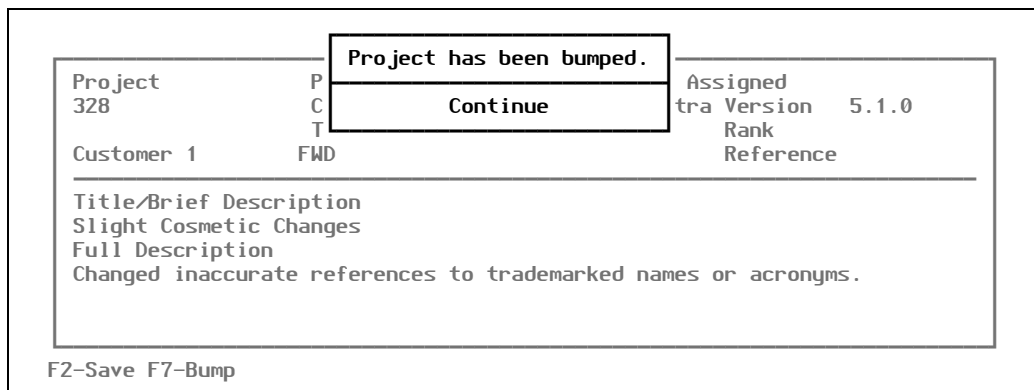 Project has been bumped.
Project P Assigned
328 C Continue tra Version 5.1.0
T Rank
Customer 1 FWD Reference
Title/Brief Description
Slight Cosmetic Changes
Full Description
Changed inaccurate references to trademarked names or acronyms.
F2-Save F7-Bump